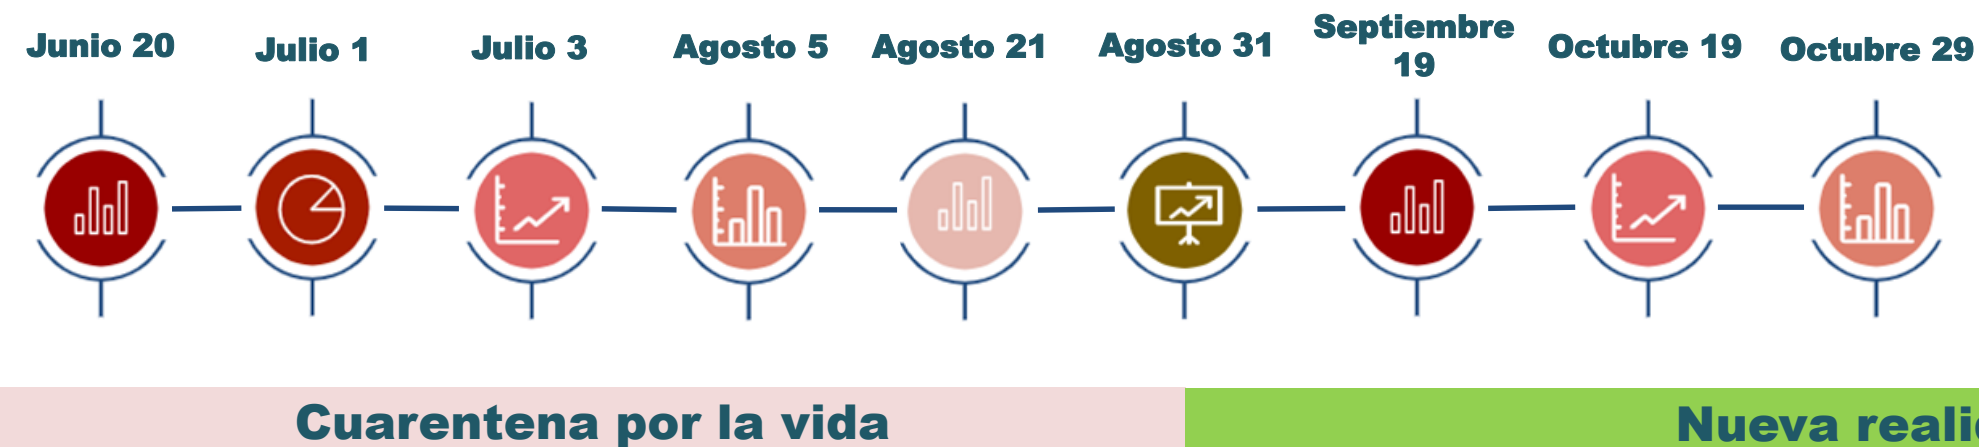 Junio 20
Julio 1
Julio 3
Agosto 5
Agosto 21
Agosto 31
Septiembre
19
Octubre 19
Octubre 29
Cuarentena por la vida
Nueva